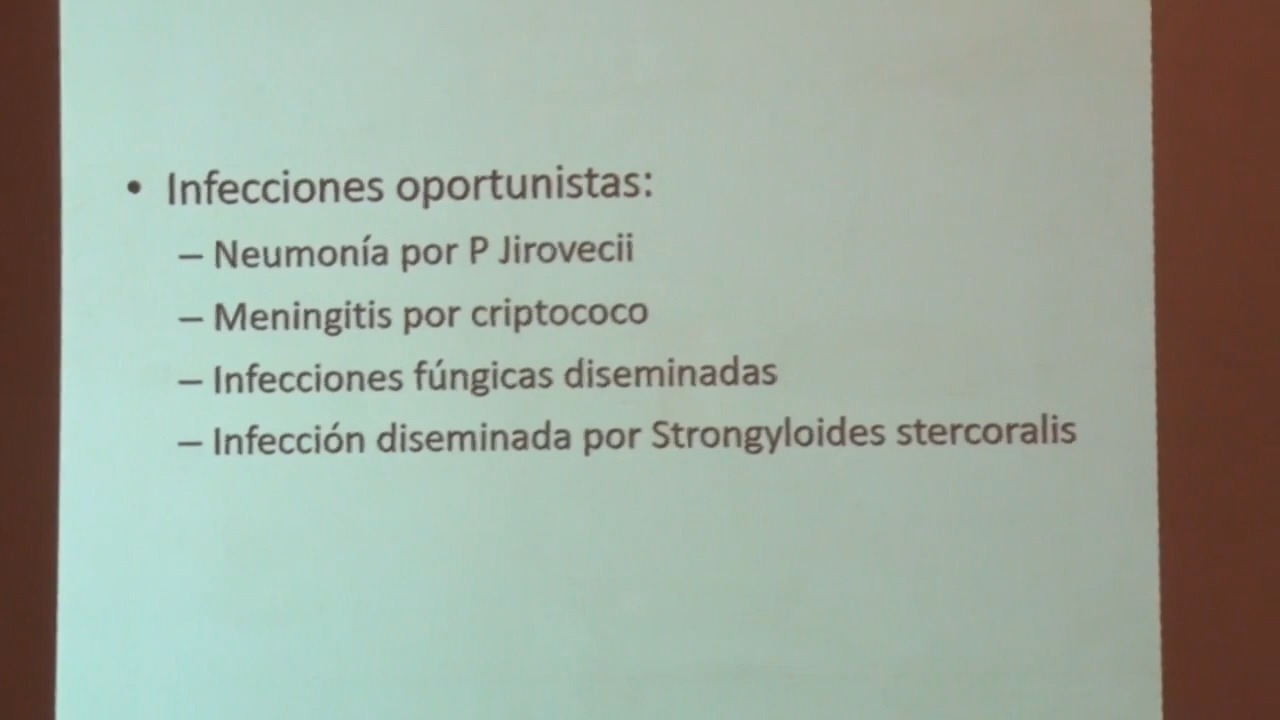 • Infecciones oportunistas:
– Neumonía por P Jirovecii
– Meningitis por criptococo
– Infecciones fúngicas diseminadas
– Infección diseminada por Strongyloides stercoralis